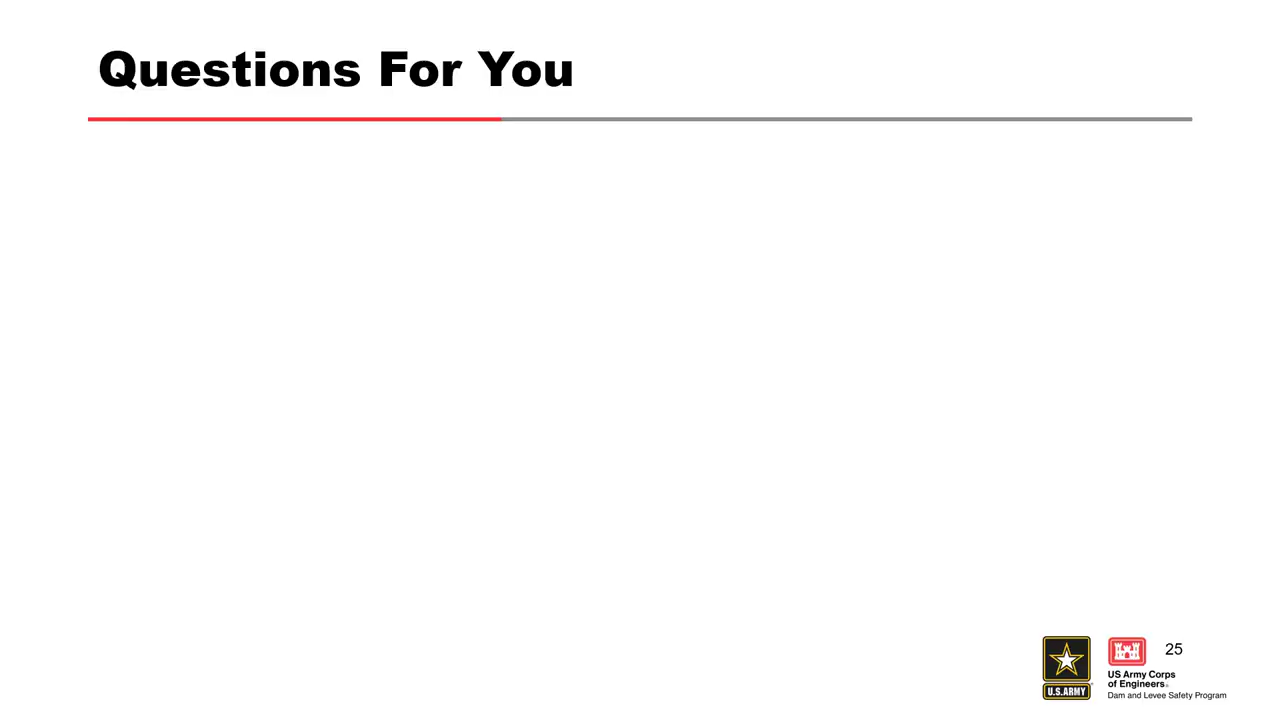 Questions For You
25
U.S.ARMY
US Army Corps
of Engineers®
Dam and Levee Safety Program